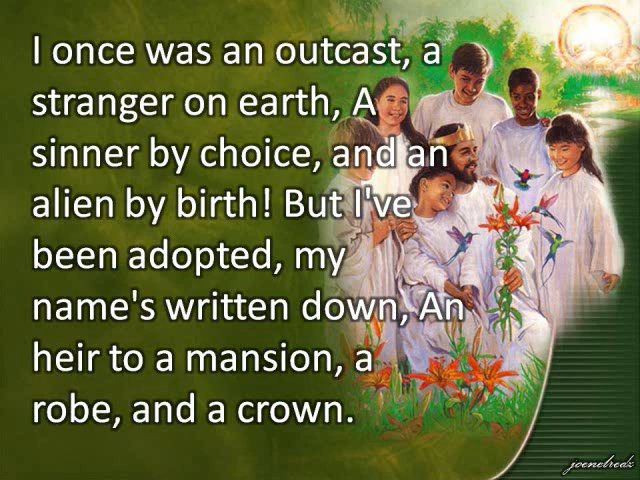 I once was an outcast, a
stranger on earth, A
sinner by choice, and an
alien by birth! But I've
been adopted, my
name's written down, An
heir to a mansion, a
robe, and a crown.
joenetredz